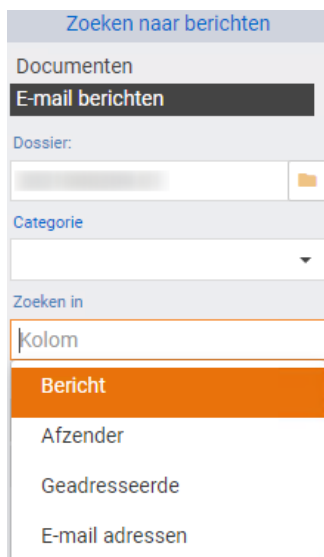 Zoeken naar berichten
Documenten
E-mail berichten
Dossier:
Categorie
Zoeken in
Kolom
Bericht
Afzender
Geadresseerde
E-mail adressen